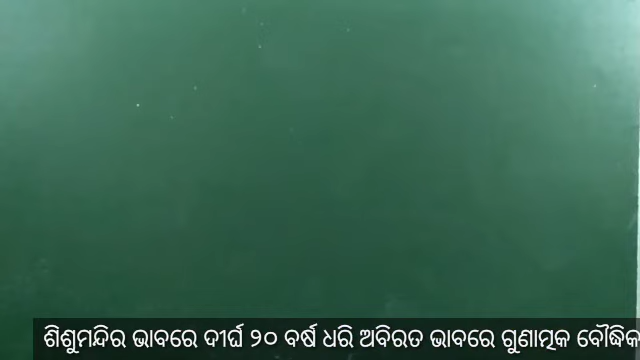 ଶିଶୁମନ୍ଦିର ଭାବରେ ଦୀର୍ଘ ୨୦ ବର୍ଷ ଧରି ଅବିରତ ଭାବରେ ଗୁଣାତ୍ମକ ବୌଦ୍ଧିକ